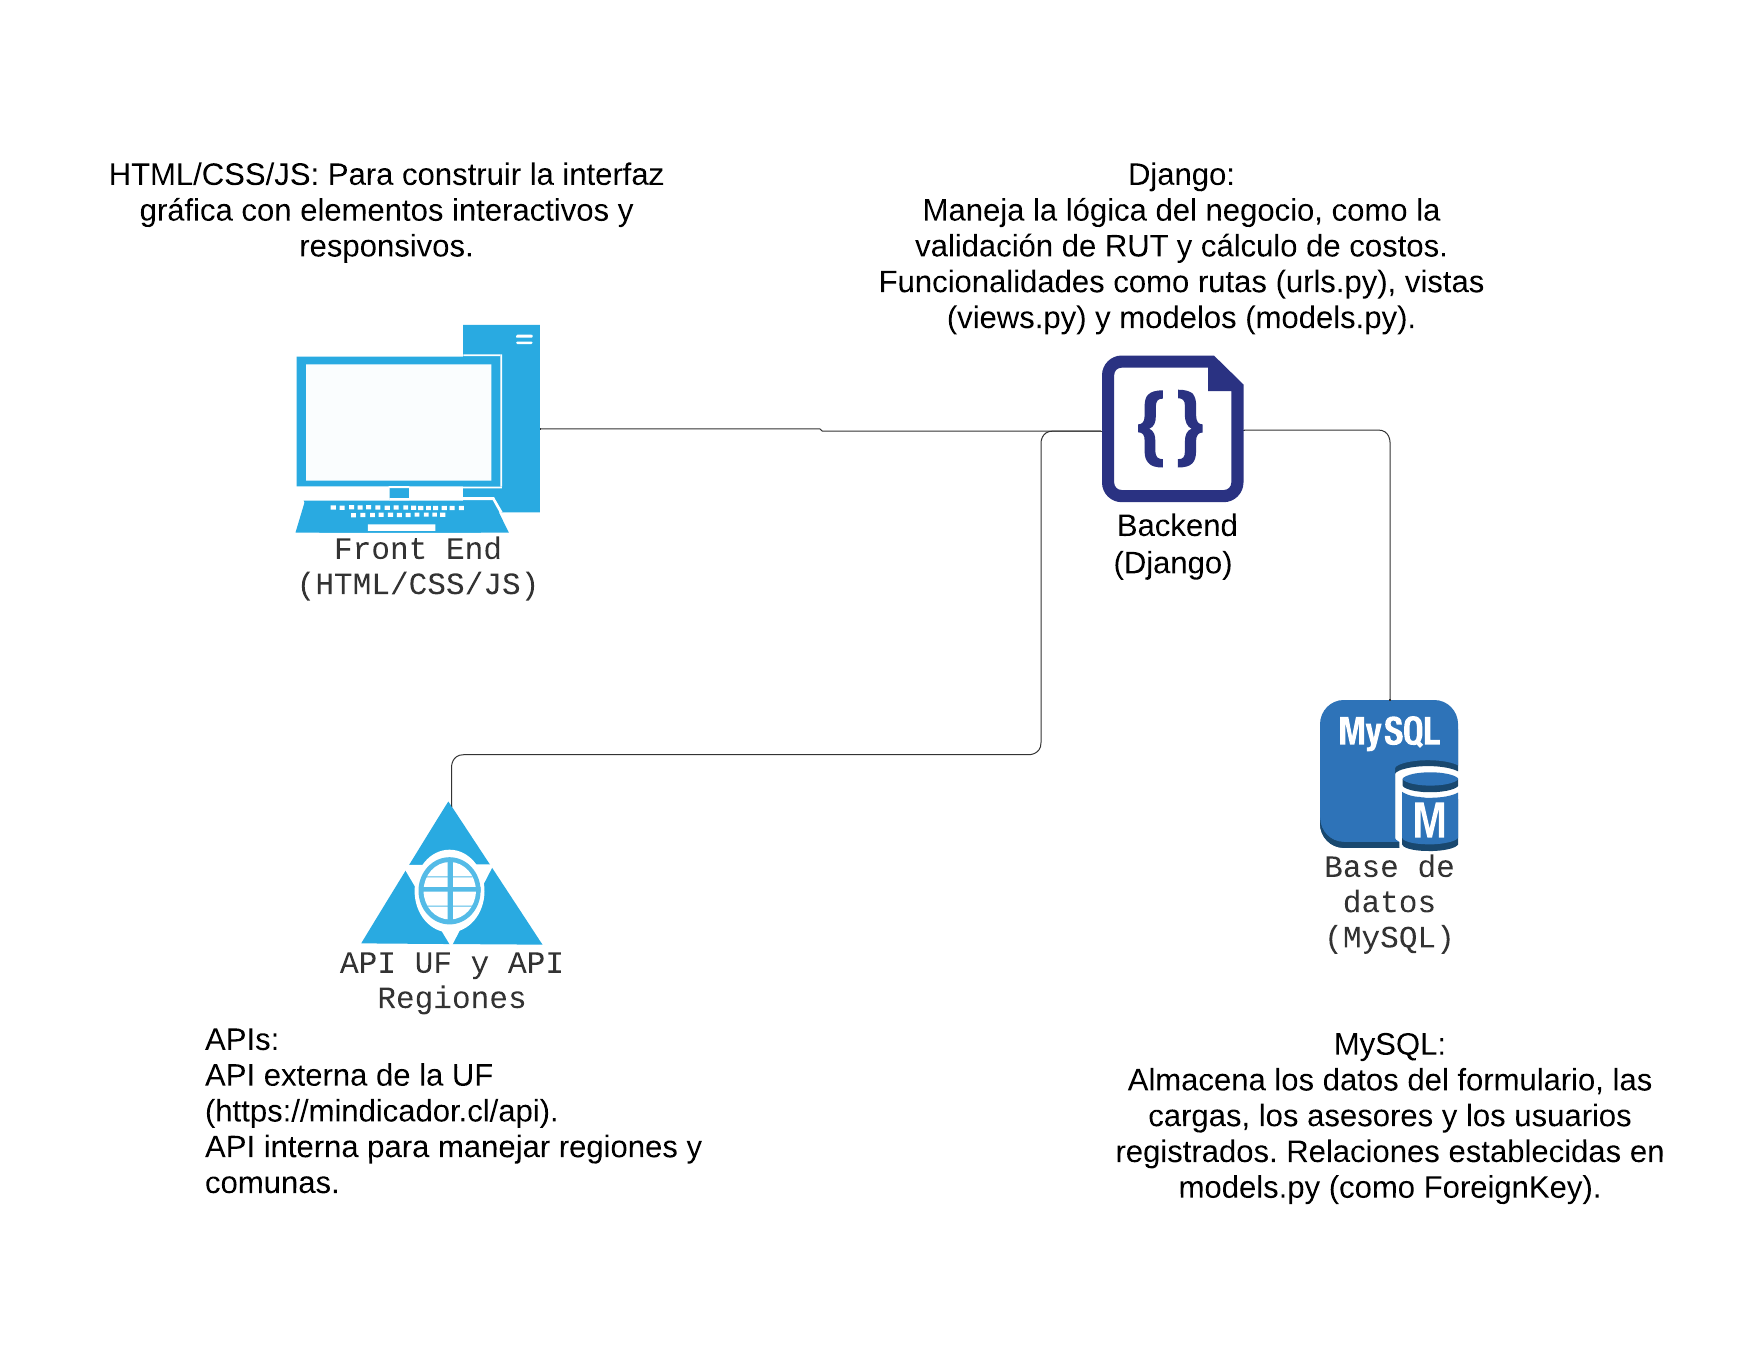 HTML/CSS/JS: Para construir la interfaz
gráfica con elementos interactivos y
responsivos.
Django:
Maneja la lógica del negocio, como la
validación de RUT y cálculo de costos.
Funcionalidades como rutas (urls.py), vistas
(views.py) y modelos (models.py).
{ }
Front End
(HTML/CSS/JS)
Backend
(Django)
MySQL
M
Base de
datos
(MySQL)
API UF y API
Regiones
APIs:
API externa de la UF
(https://mindicador.cl/api).
API interna para manejar regiones y
comunas.
MySQL:
Almacena los datos del formulario, las
cargas, los asesores y los usuarios
registrados. Relaciones establecidas en
models.py (como ForeignKey).